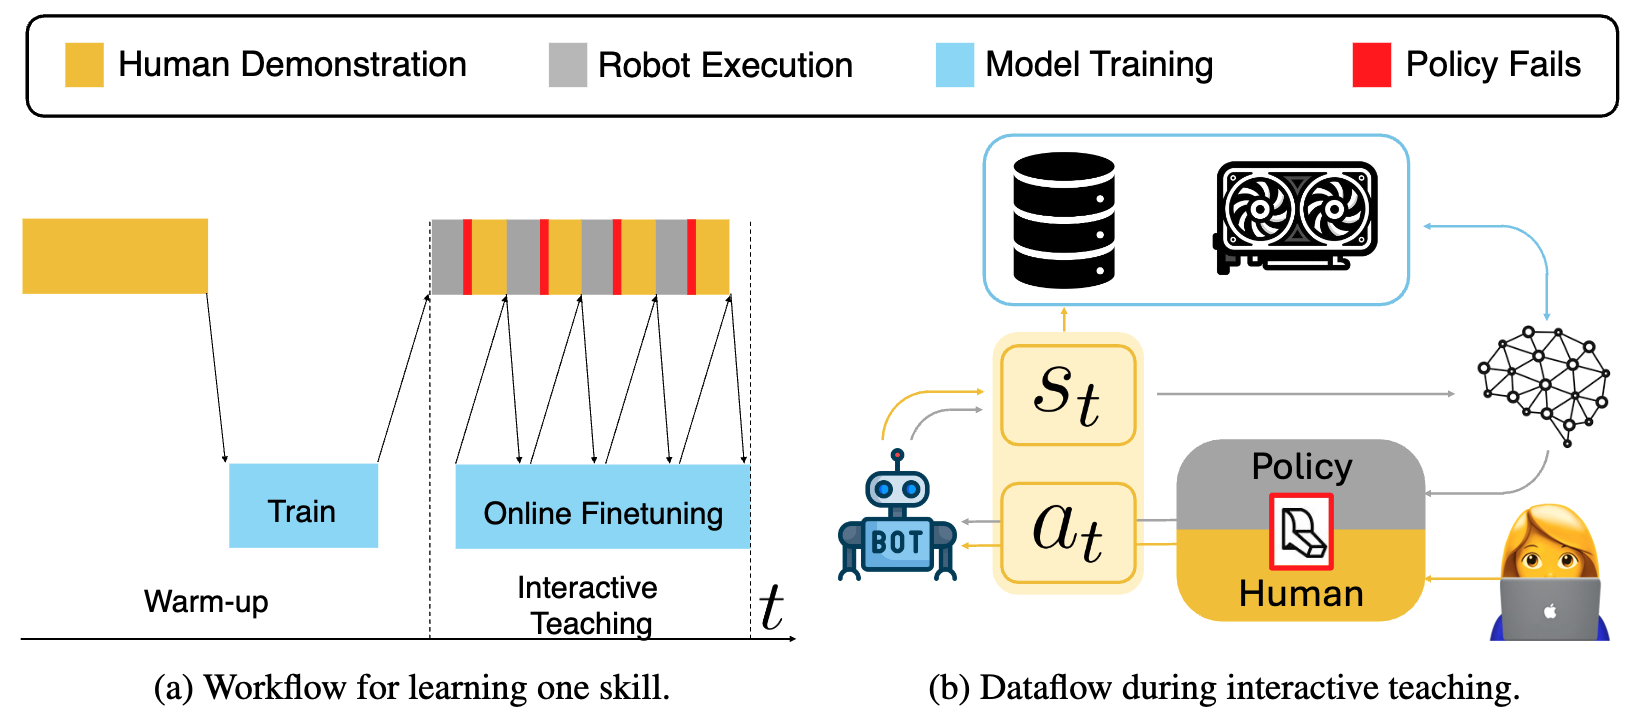 Human Demonstration
Robot Execution
Model Training
Policy Fails
Train
Online Finetuning
Warm-up
Interactive
Teaching
t
(a) Workflow for learning one skill.
s_t
a_t
BOT
Policy
Human
(b) Dataflow during interactive teaching.